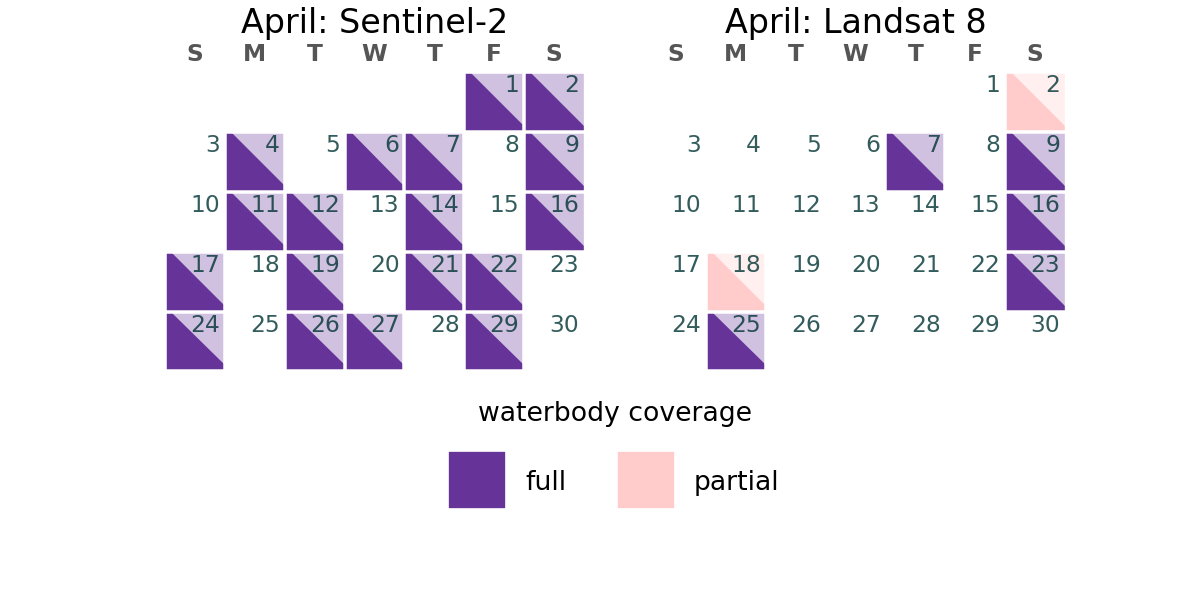 April: Sentinel-2
S M T W T F S
1 2
3 4 5 6 7 8 9
10 11 12 13 14 15 16
17 18 19 20 21 22 23
24 25 26 27 28 29 30
April: Landsat 8
S M T W T F S
1 2
3 4 5 6 7 8 9
10 11 12 13 14 15 16
17 18 19 20 21 22 23
24 25 26 27 28 29 30
waterbody coverage
full
partial